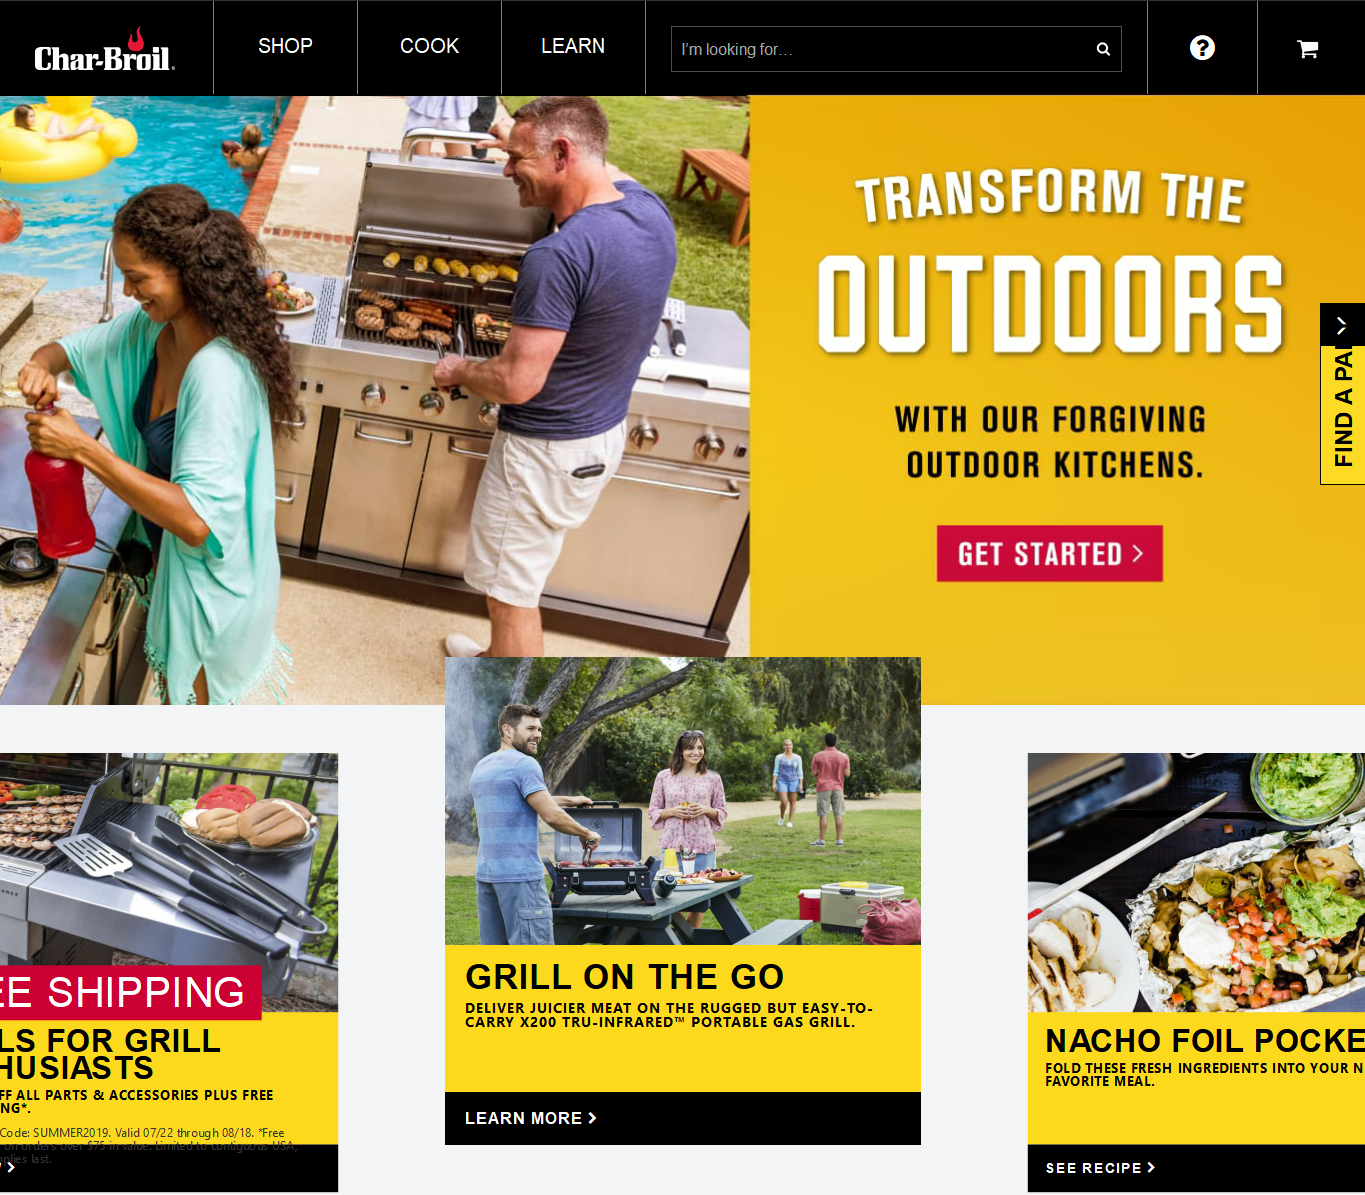 Char-Broil
SHOP
COOK
LEARN
I'm looking for...
?
TRANSFORM THE
OUTDOORS
WITH OUR FORGIVING
OUTDOOR KITCHENS.
GET STARTED >
FIND A PA
EE SHIPPING
LS FOR GRILL
HUSIASTS
FF ALL PARTS & ACCESSORIES PLUS FREE
NG*.
Code: SUMMER2019. Valid 07/22 through 08/18. *Free
on orders over $75 in value. Limited to contiguous USA,
plies last.
GRILL ON THE GO
DELIVER JUICIER MEAT ON THE RUGGED BUT EASY-TO-
CARRY X200 TRU-INFRARED™ PORTABLE GAS GRILL.
LEARN MORE >
NACHO FOIL POCKE
FOLD THESE FRESH INGREDIENTS INTO YOUR N
FAVORITE MEAL.
SEE RECIPE >